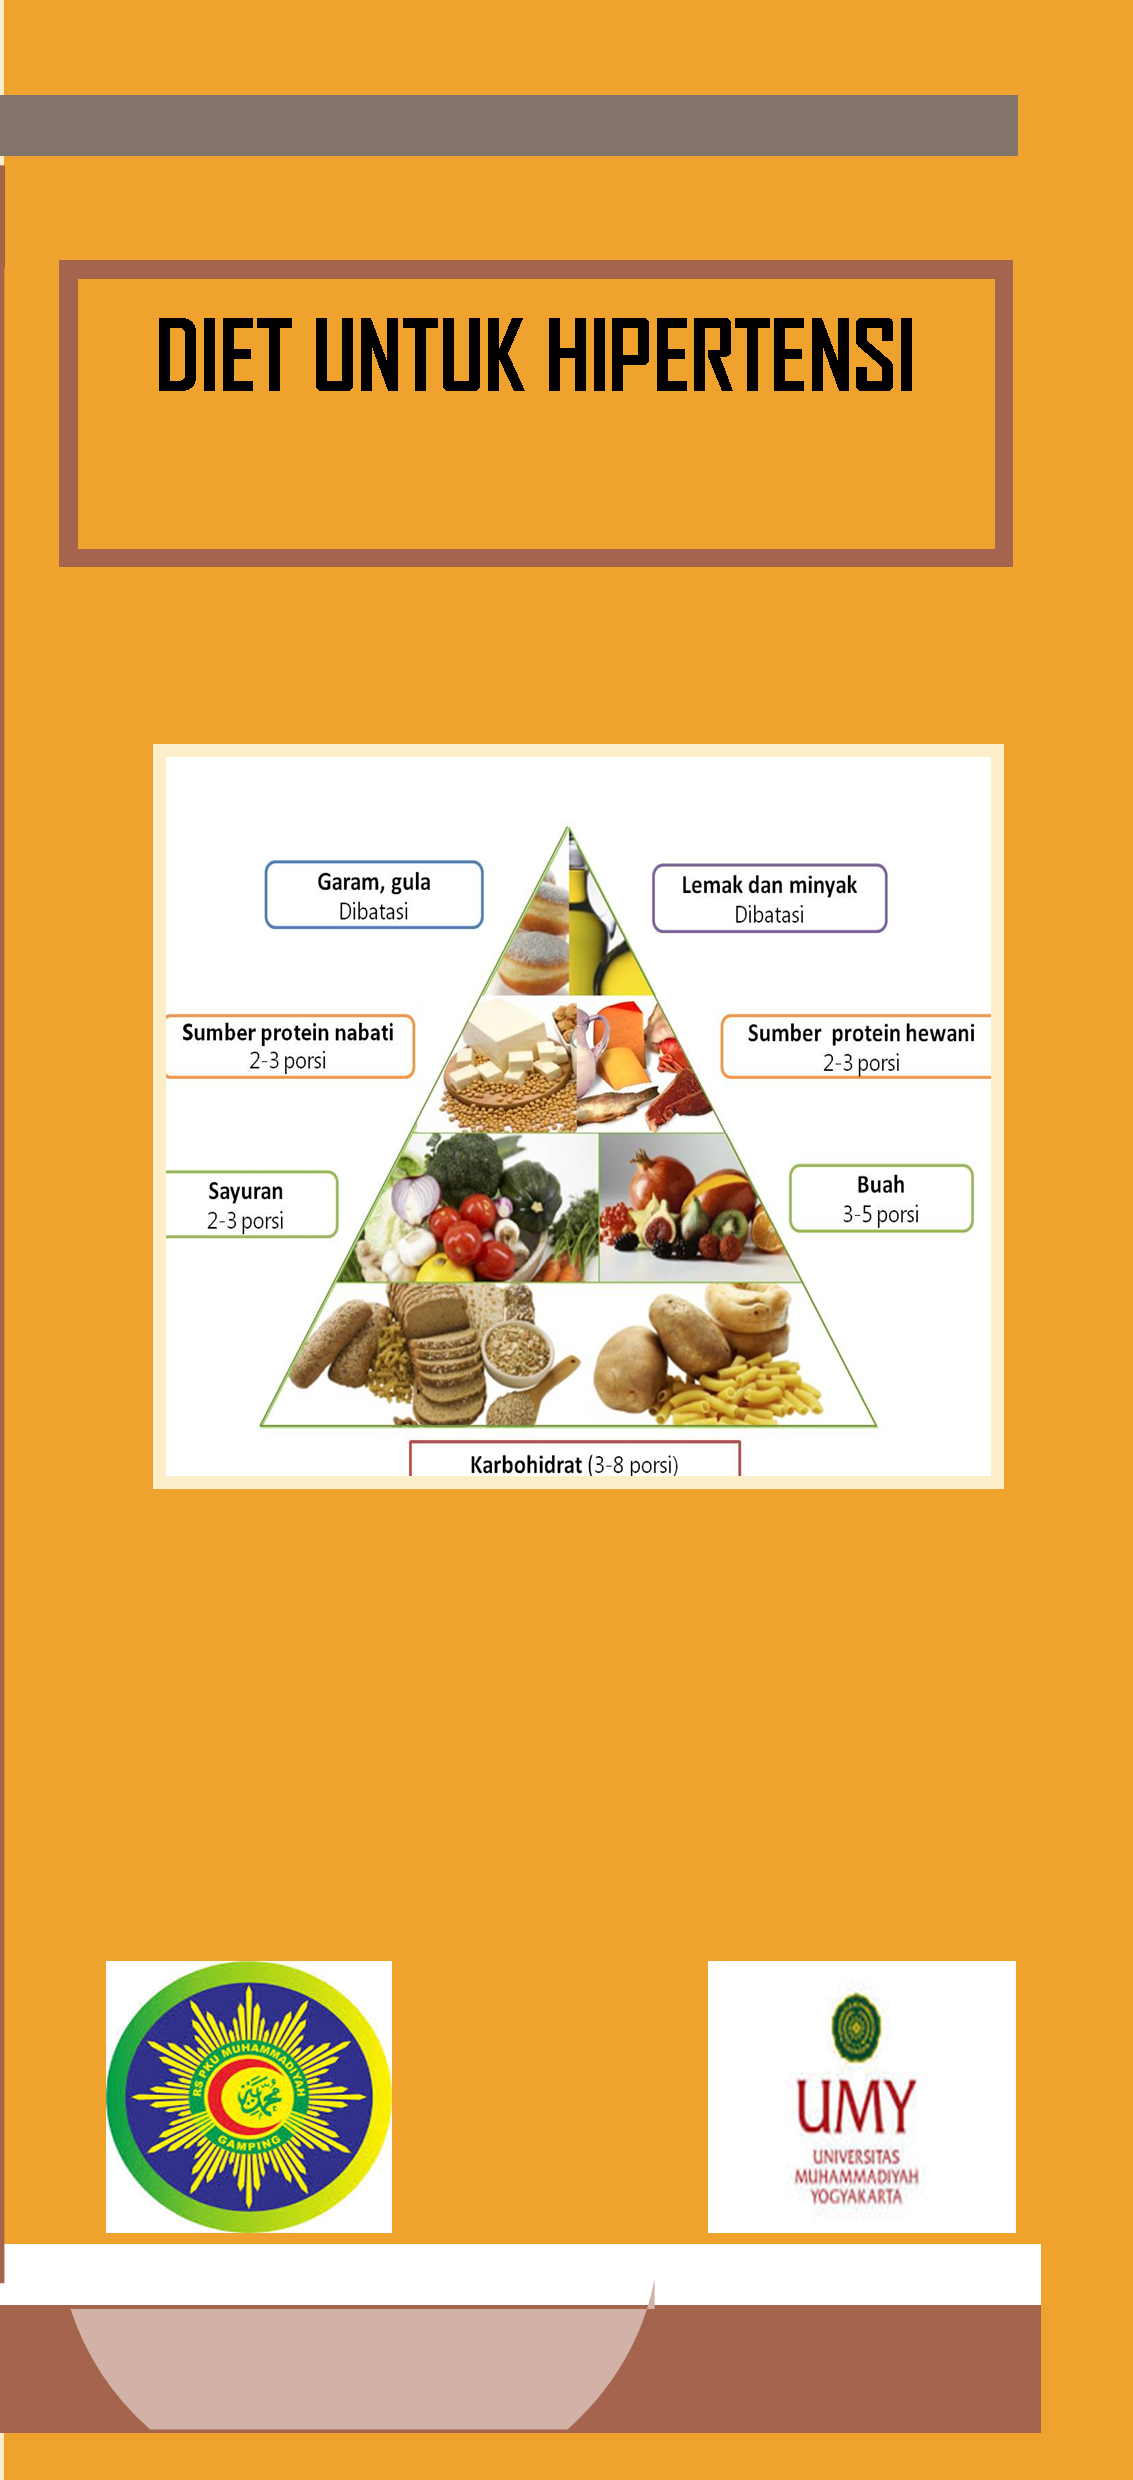 DIET UNTUK HIPERTENSI
Garam, gula
Dibatasi
Lemak dan minyak
Dibatasi
Sumber protein nabati
2-3 porsi
Sumber protein hewani
2-3 porsi
Sayuran
2-3 porsi
Buah
3-5 porsi
Karbohidrat (3-8 porsi)
RS PKU MUHAMMADIYAH
محمدية
GAMPING
UMY
UNIVERSITAS
MUHAMMADIYAH
YOGYAKARTA